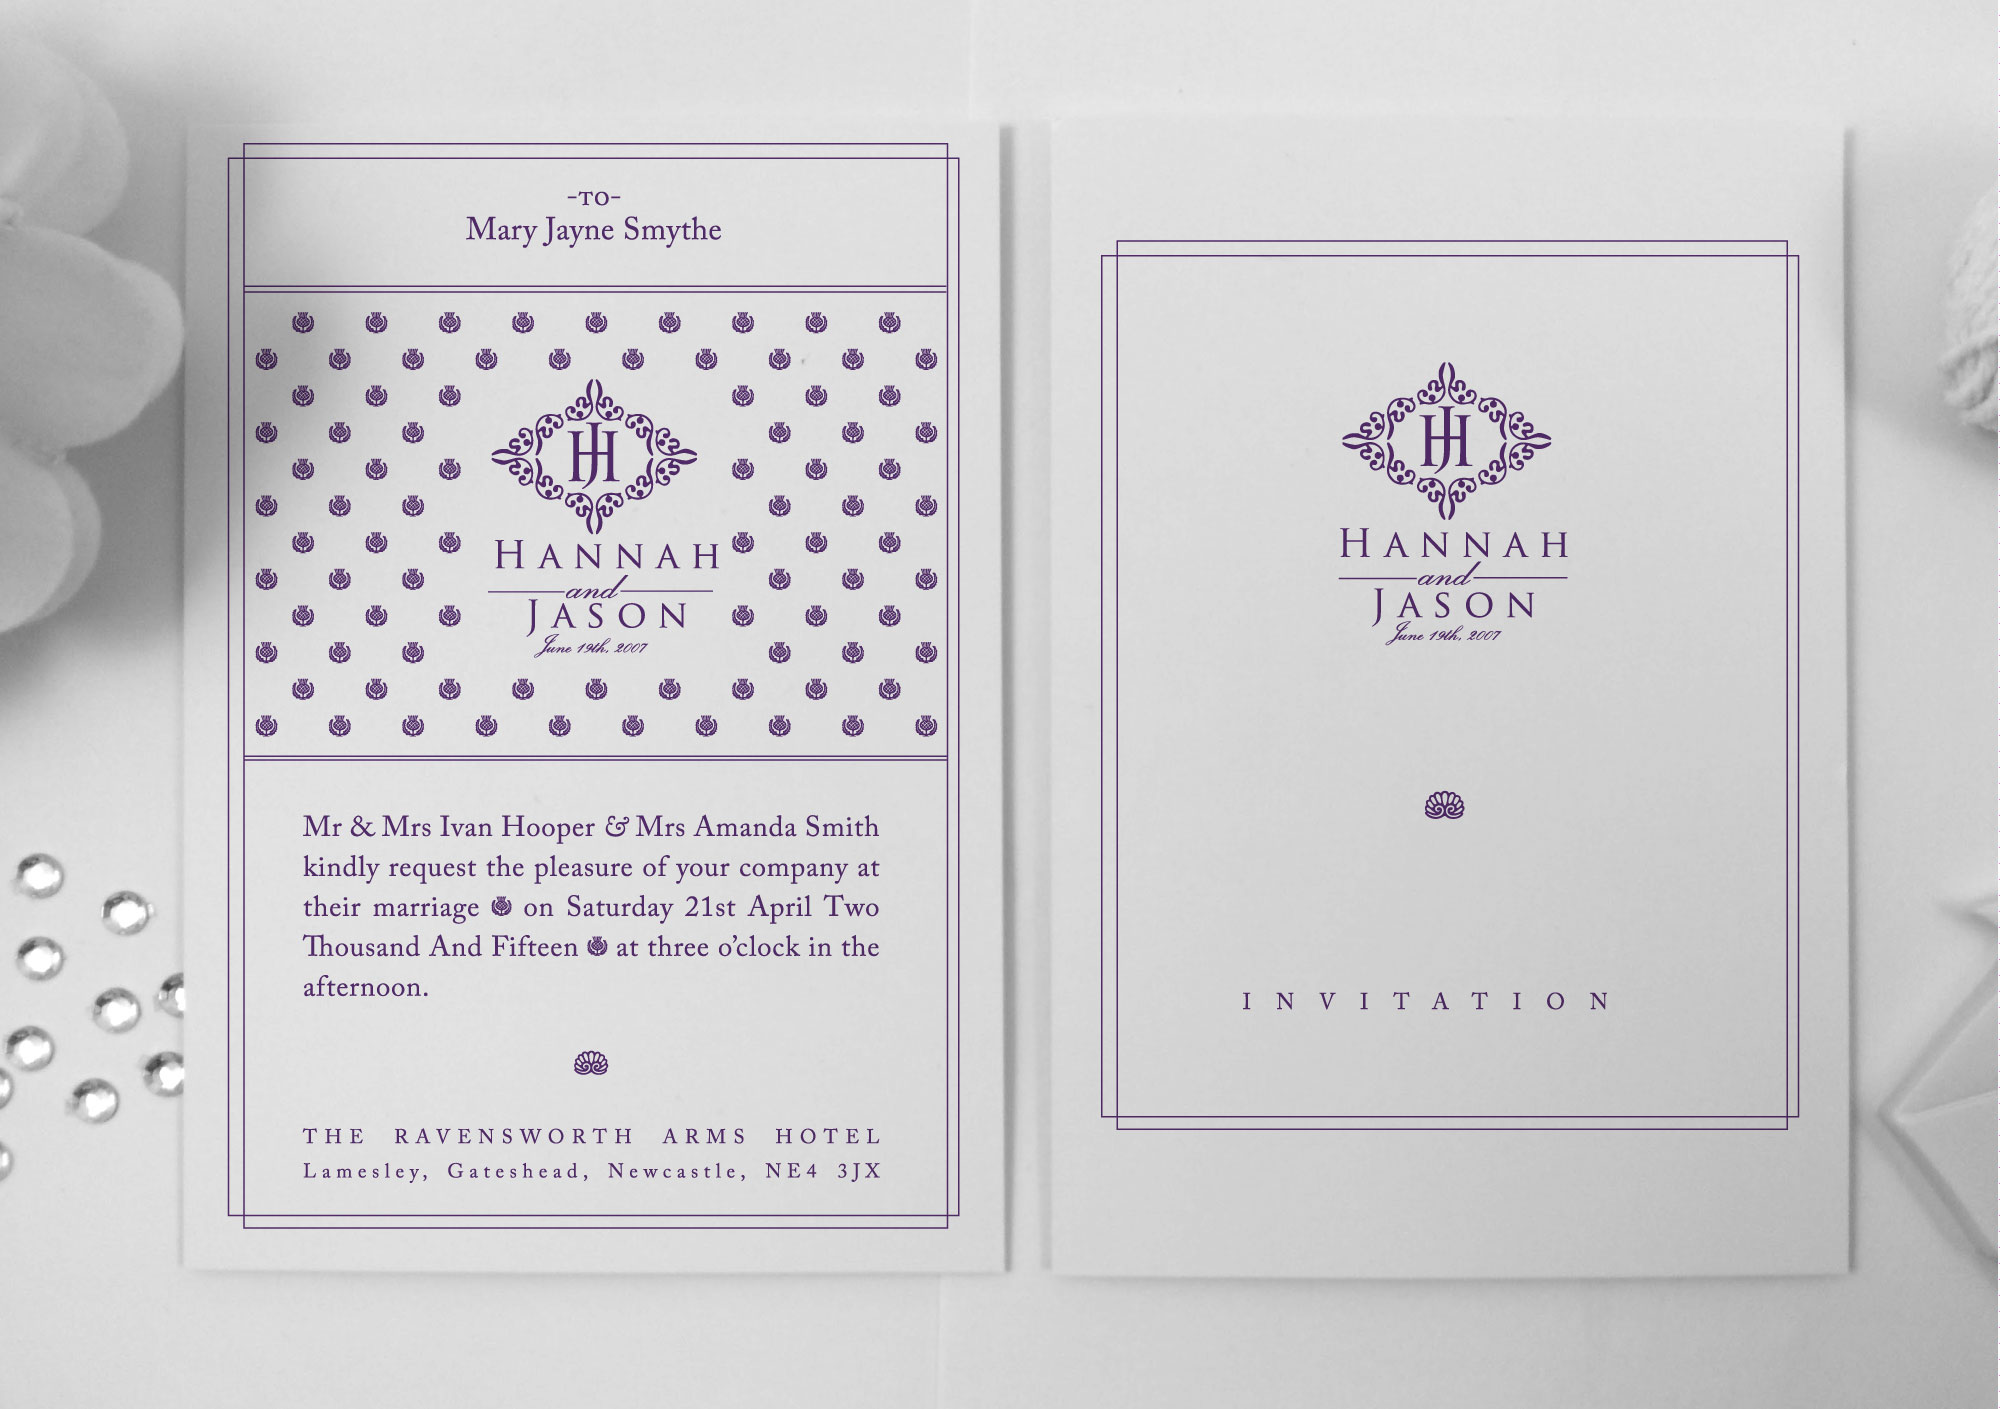 -TO-
Mary Jayne Smythe
HJ
HANNAH
and
JASON
June 19th, 2007
Mr & Mrs Ivan Hooper & Mrs Amanda Smith
kindly request the pleasure of your company at
their marriage on Saturday 21st April Two
Thousand And Fifteen at three o’clock in the
afternoon.
THE RAVENSWORTH ARMS HOTEL
Lamesley, Gateshead, Newcastle, NE4 3JX
HJ
HANNAH
and
JASON
June 19th, 2007
INVITATION